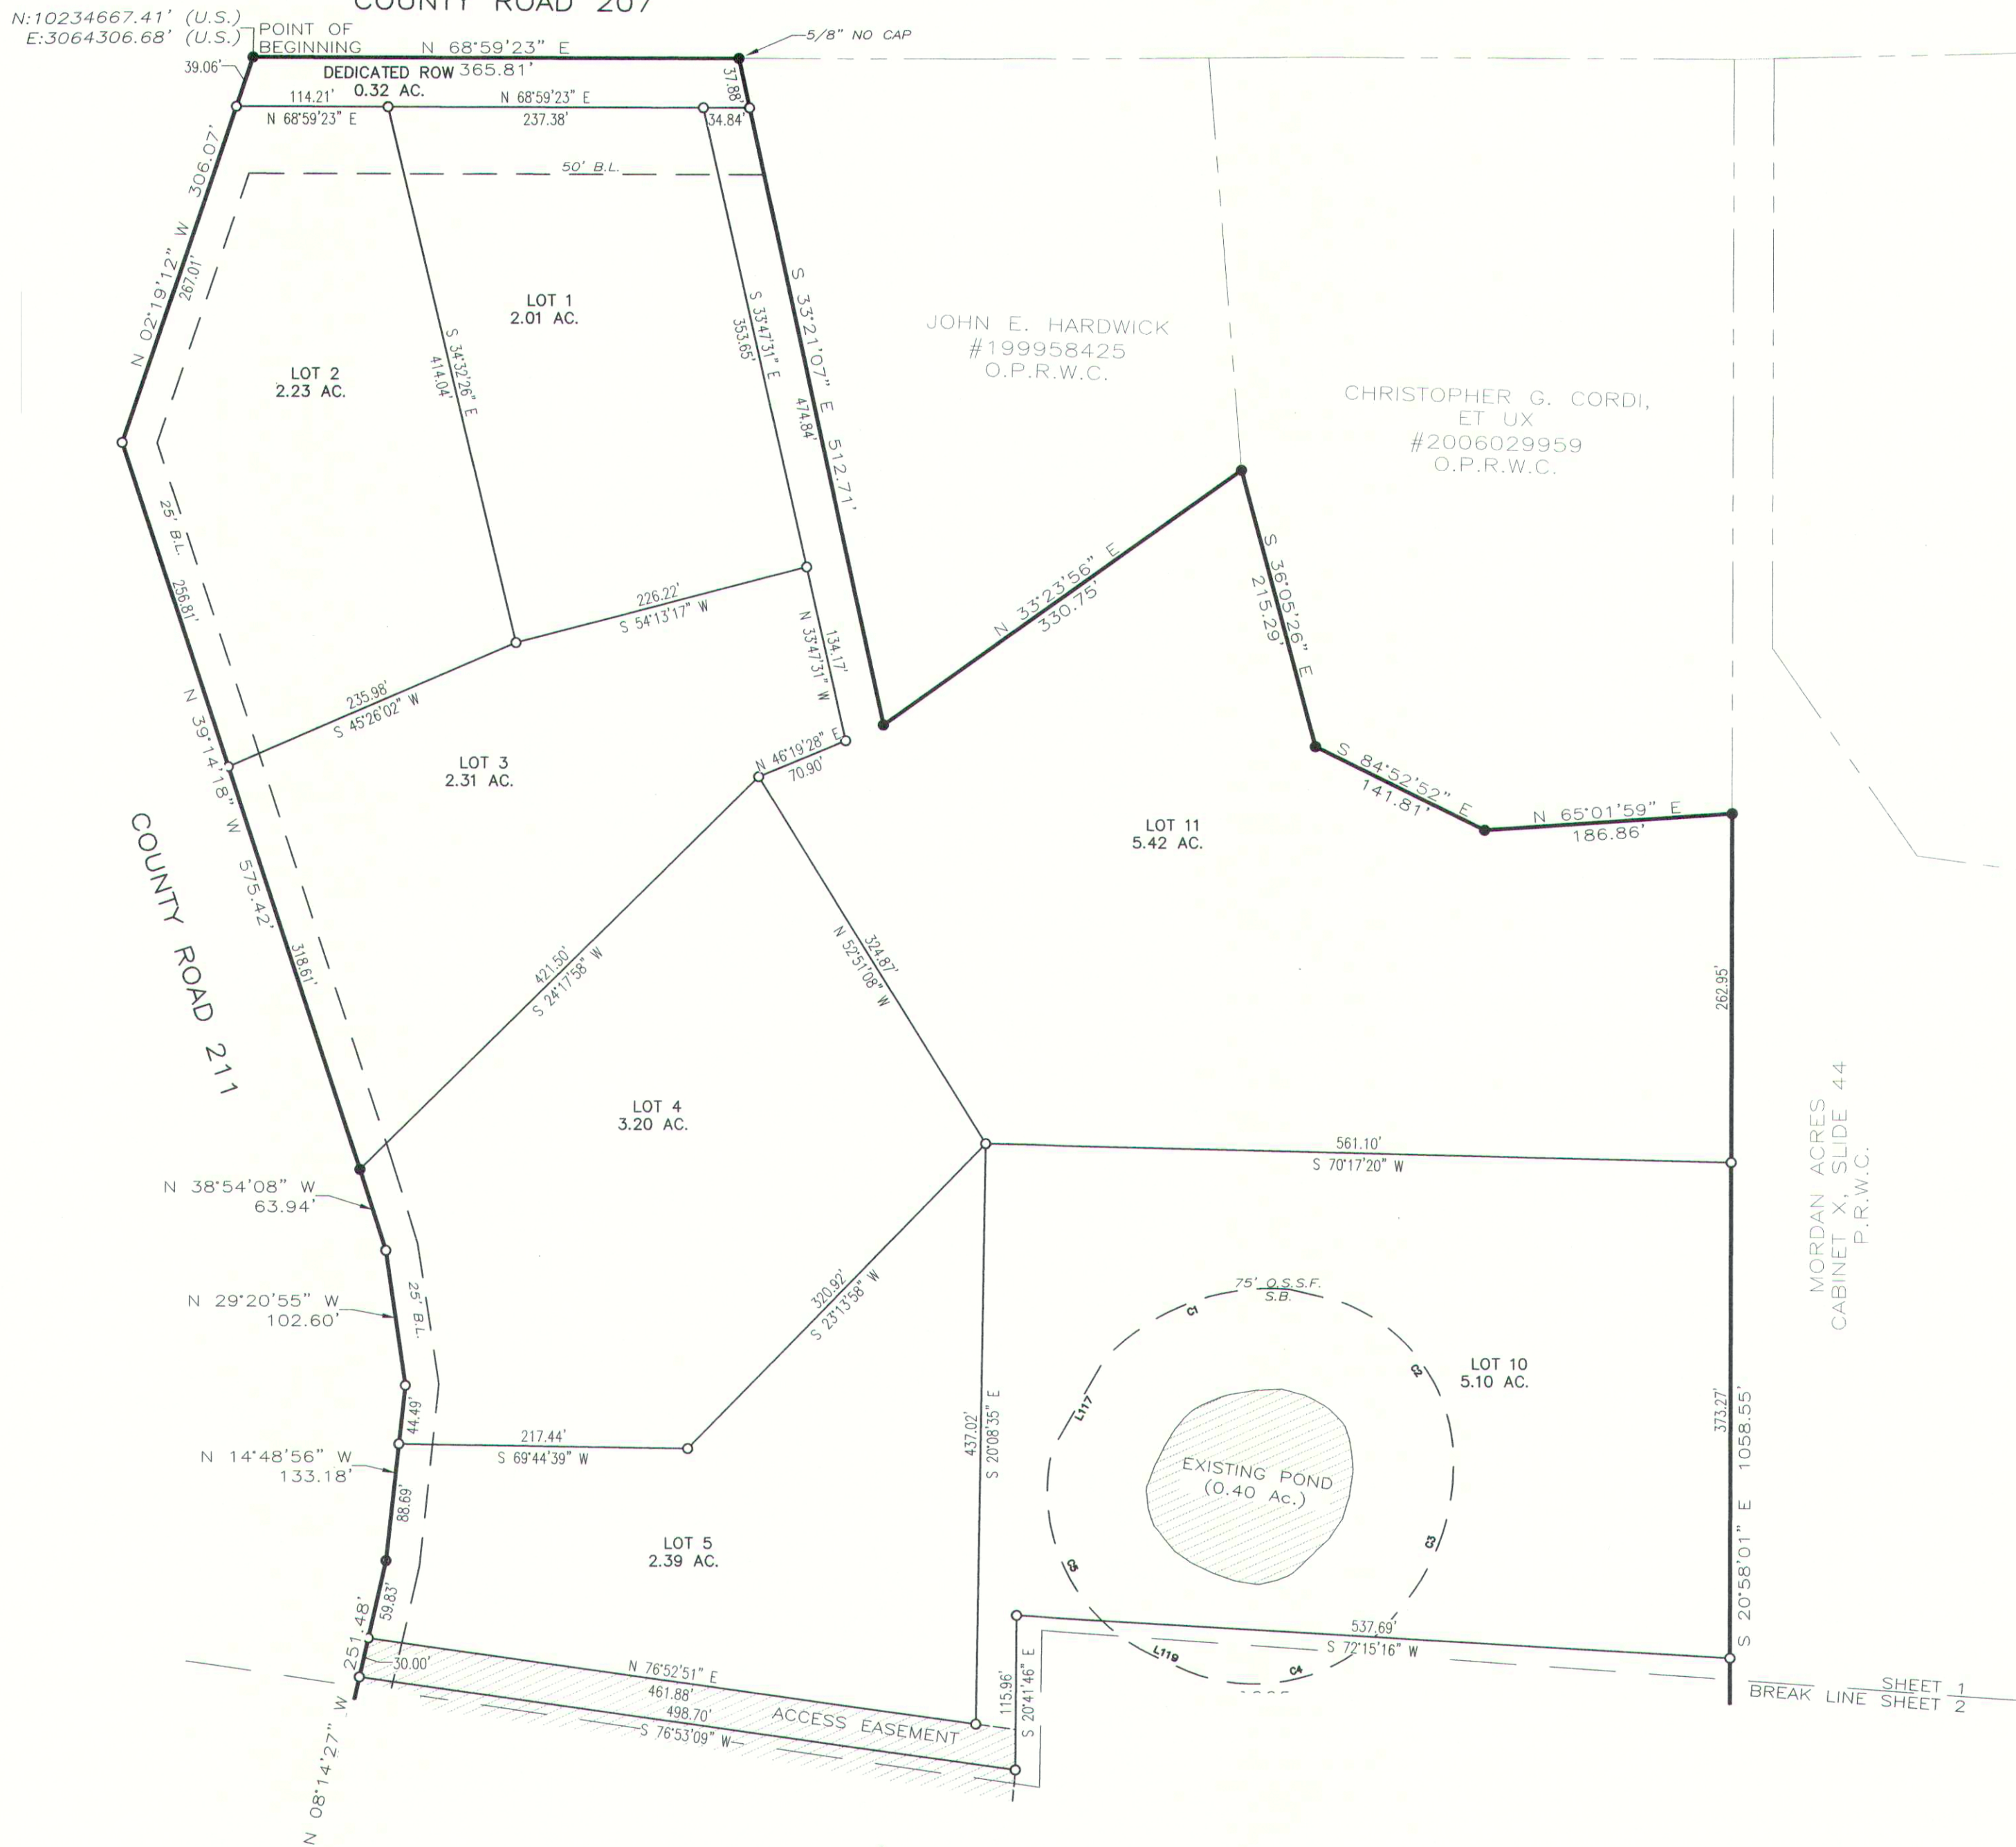 COUNTY ROAD 207
N:10234667.41' (U.S.)
E:3064306.68' (U.S.)
POINT OF
BEGINNING
N 68°59'23" E
5/8" NO CAP
39.06'
DEDICATED ROW 365.81'
0.32 AC.
37.88'
114.21'
N 68°59'23" E
N 68°59'23" E
237.38'
34.84'
50' B.L.
N 02°19'12" W 306.07'
267.01'
LOT 1
2.01 AC.
LOT 2
2.23 AC.
S 34°32'26" E
414.04'
S 33°47'31" E
353.65'
S 33°21'07" E 512.71'
474.84'
JOHN E. HARDWICK
#199958425
O.P.R.W.C.
CHRISTOPHER G. CORDI,
ET UX
#2006029959
O.P.R.W.C.
25' B.L.
256.81'
N 39°14'18" W 575.42'
226.22'
S 54°13'17" W
134.17'
N 33°47'31" W
N 33°23'56" E
330.75'
S 36°05'26" E
215.29'
235.98'
S 45°26'02" W
LOT 3
2.31 AC.
N 46°19'28" E
70.90'
S 84°52'52" E
141.81'
N 65°01'59" E
186.86'
LOT 11
5.42 AC.
COUNTY ROAD 211
318.61'
421.50'
S 24°17'58" W
324.87'
N 52°51'08" W
262.95'
LOT 4
3.20 AC.
561.10'
S 70°17'20" W
MORDAN ACRES
CABINET X, SLIDE 44
P.R.W.C.
N 38°54'08" W
63.94'
N 29°20'55" W
102.60'
25' B.L.
320.92'
S 23°13'58" W
75' O.S.S.F.
S.B.
C1
C2
L117
LOT 10
5.10 AC.
44.49'
N 14°48'56" W
133.18'
217.44'
S 69°44'39" W
437.02'
S 20°08'35" E
EXISTING POND
(0.40 Ac.)
373.27'
S 20°58'01" E 1058.55'
88.69'
LOT 5
2.39 AC.
C3
C5
59.83'
251.48'
30.00'
N 08°14'27" W
N 76°52'51" E
461.88'
498.70'
S 76°53'09" W
ACCESS EASEMENT
115.96'
S 20°41'46" E
537.69'
S 72°15'16" W
L119
C4
SHEET 1
BREAK LINE SHEET 2